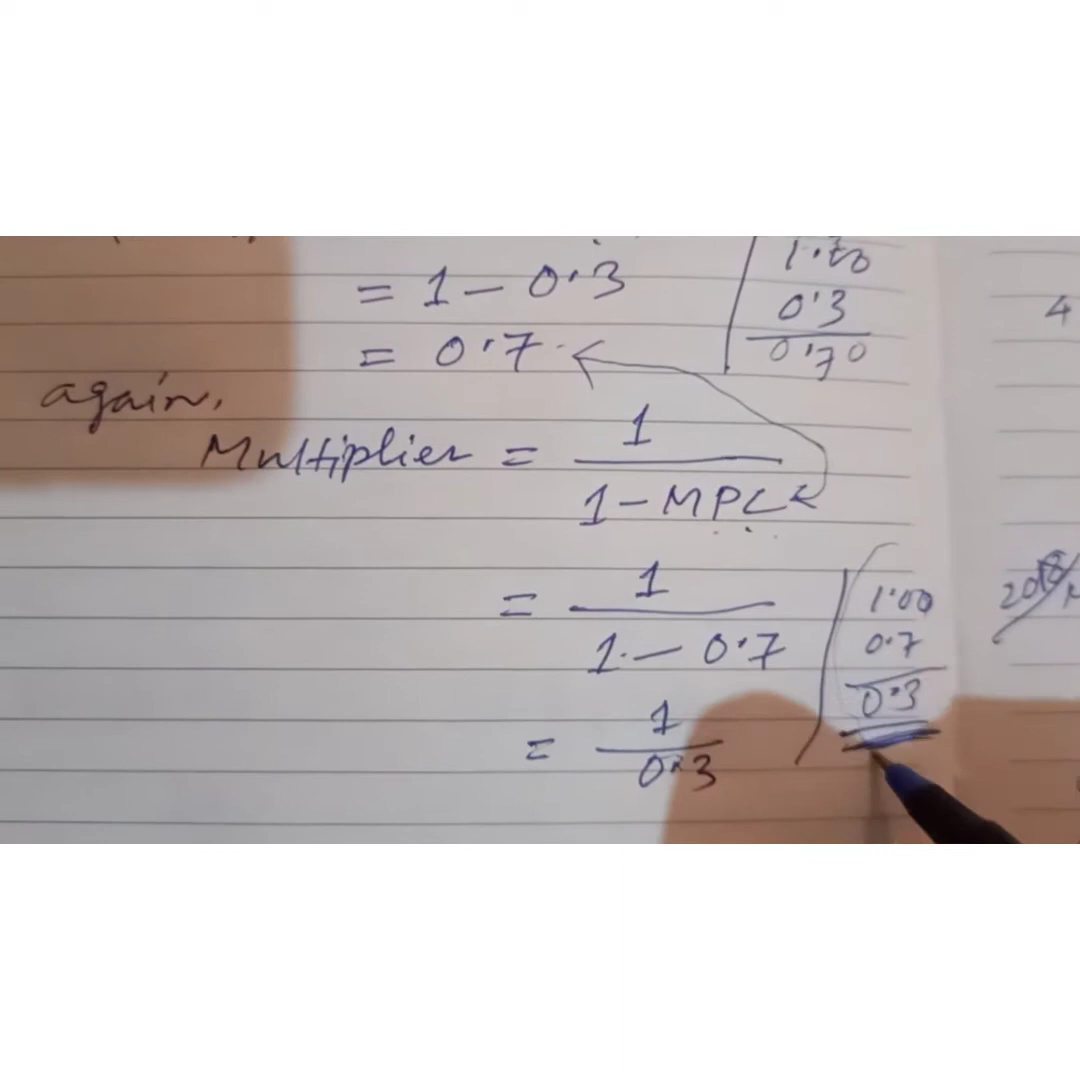 = 1 - 0.3
= 0.7
1.00
0.3
0.70
again,
Multiplier = 1
1 - MPC
= 1
1 - 0.7
= 1
0.3
1.00
0.7
0.3
4